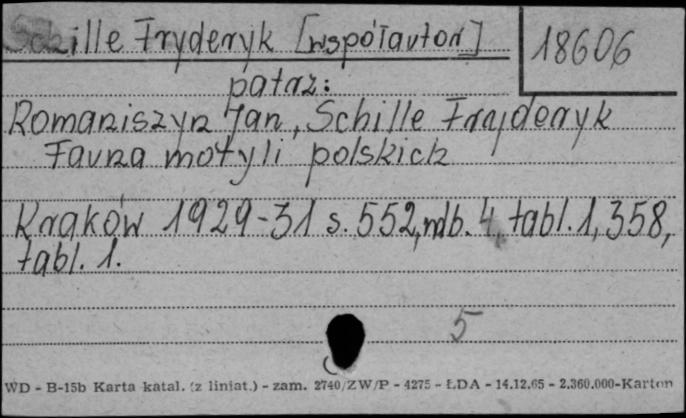 Schille Fryderyk [współautor]
18606
patrz:
Romaniszyn Jan, Schille Fryderyk
Fauna motyli polskich
Kraków 1929-31 s. 552, nlb. 4, tabl. 1, 358,
tabl. 1.
5
WD - B-15b Karta katal. (z liniat.) - zam. 2740/ZW/P - 4275 - ŁDA - 14.12.65 - 2.360.000-Karton